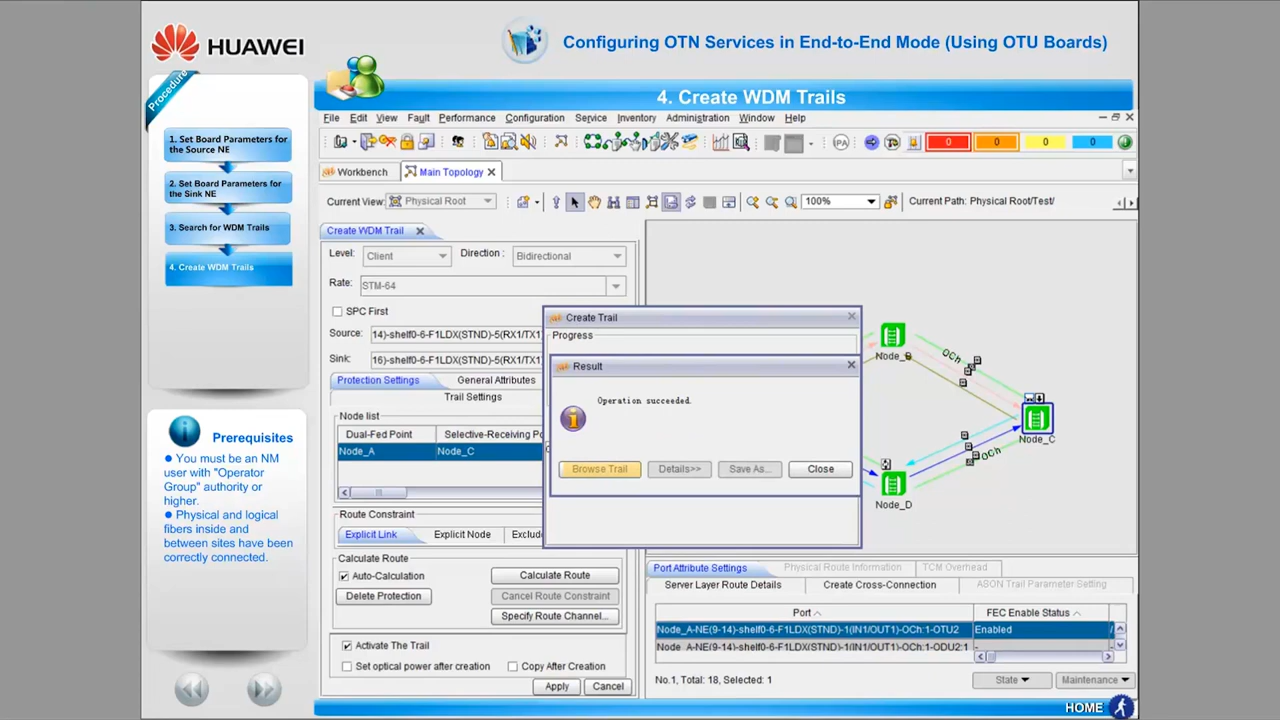 HUAWEI
Configuring OTN Services in End-to-End Mode (Using OTU Boards)
Procedure
1. Set Board Parameters for
the Source NE
2. Set Board Parameters for
the Sink NE
3. Search for WDM Trails
4. Create WDM Trails
Prerequisites
You must be an NM
user with "Operator
Group" authority or
higher.
Physical and logical
fibers inside and
between sites have been
correctly connected.
4. Create WDM Trails
File Edit View Fault Performance Configuration Service Inventory Administration Window Help
PA 0 0 0 0
Workbench Main Topology
Current View: Physical Root 100% Current Path: Physical Root/Test/
Create WDM Trail
Level: Client Direction : Bidirectional
Rate: STM-64
SPC First
Source: 14)-shelf0-6-F1LDX(STND)-5(RX1/TX1)
Sink: 16)-shelf0-6-F1LDX(STND)-5(RX1/TX1)
Protection Settings General Attributes
Trail Settings
Node list
Dual-Fed Point Selective-Receiving Po
Node_A Node_C
Route Constraint
Explicit Link Explicit Node Exclu
Calculate Route
Auto-Calculation Calculate Route
Delete Protection Cancel Route Constraint
Specify Route Channel...
Activate The Trail
Set optical power after creation Copy After Creation
Apply Cancel
Create Trail
Progress
Result
Operation succeeded.
Browse Trail Details>> Save As... Close
OCh
Node_C
OCh
Node_D
Port Attribute Settings Physical Route Information TCM Overhead
Server Layer Route Details Create Cross-Connection ASON Trail Parameter Setting
Port FEC Enable Status
Node_A-NE(9-14)-shelf0-6-F1LDX(STND)-1(IN1/OUT1)-OCh:1-OTU2 Enabled
Node_A-NE(9-14)-shelf0-6-F1LDX(STND)-1(IN1/OUT1)-OCh:1-ODU2:1 -
No.1, Total: 18, Selected: 1 State Maintenance
HOME